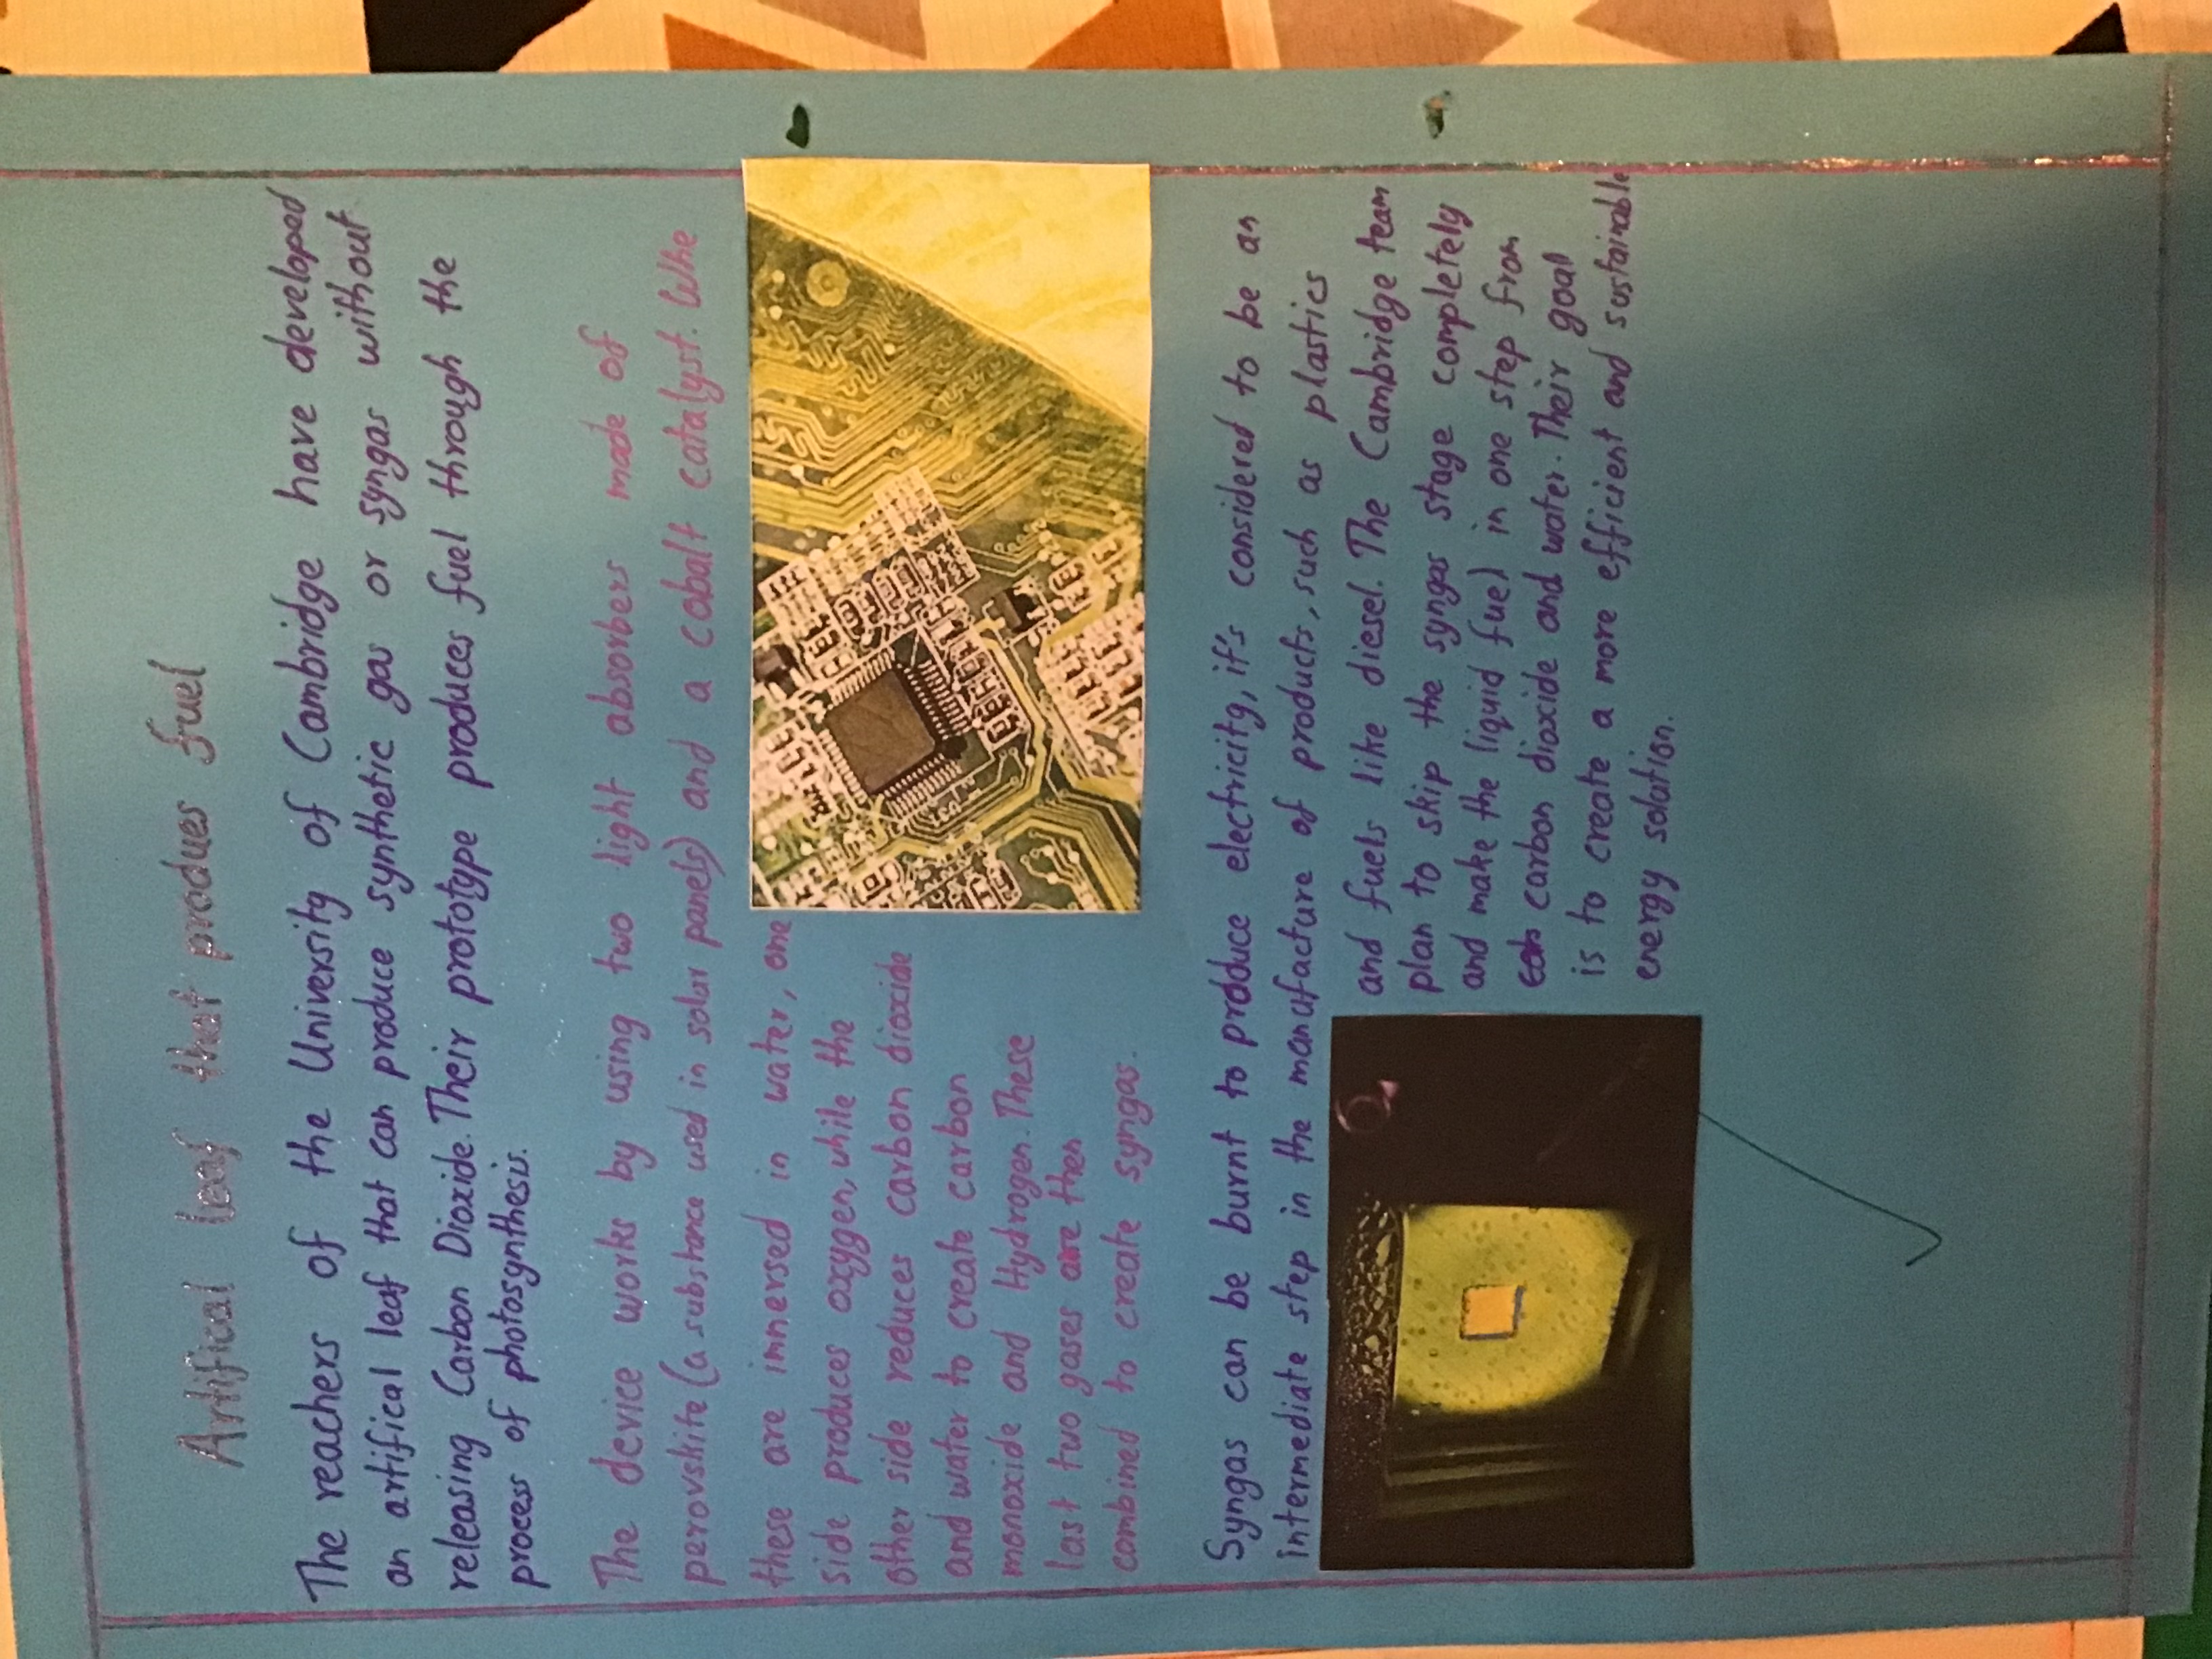 Artifical leaf that produes fuel
The reachers of the University of Cambridge have developed
an artifical leaf that can produce synthetic gas or syngas without
releasing Carbon Dioxide. Their prototype produces fuel through the
process of photosynthesis.
The device works by using two light absorbers made of
perovskite (a substance used in solar panels) and a cobalt catalyst. Whe
these are imnersed in water, one
side produces oxygen, while the
other side reduces carbon dioxide
and water to create carbon
monoxide and Hydrogen. These
last two gases are then
combined to create syngas.
Syngas can be burnt to produce electricity, it's considered to be an
intermediate step in the manufacture of products, such as plastics
and fuels like diesel. The Cambridge team
plan to skip the syngas stage completely
and make the liquid fuel in one step from
carbon dioxide and water. Their goal
is to create a more efficient and sustainable
energy solution.